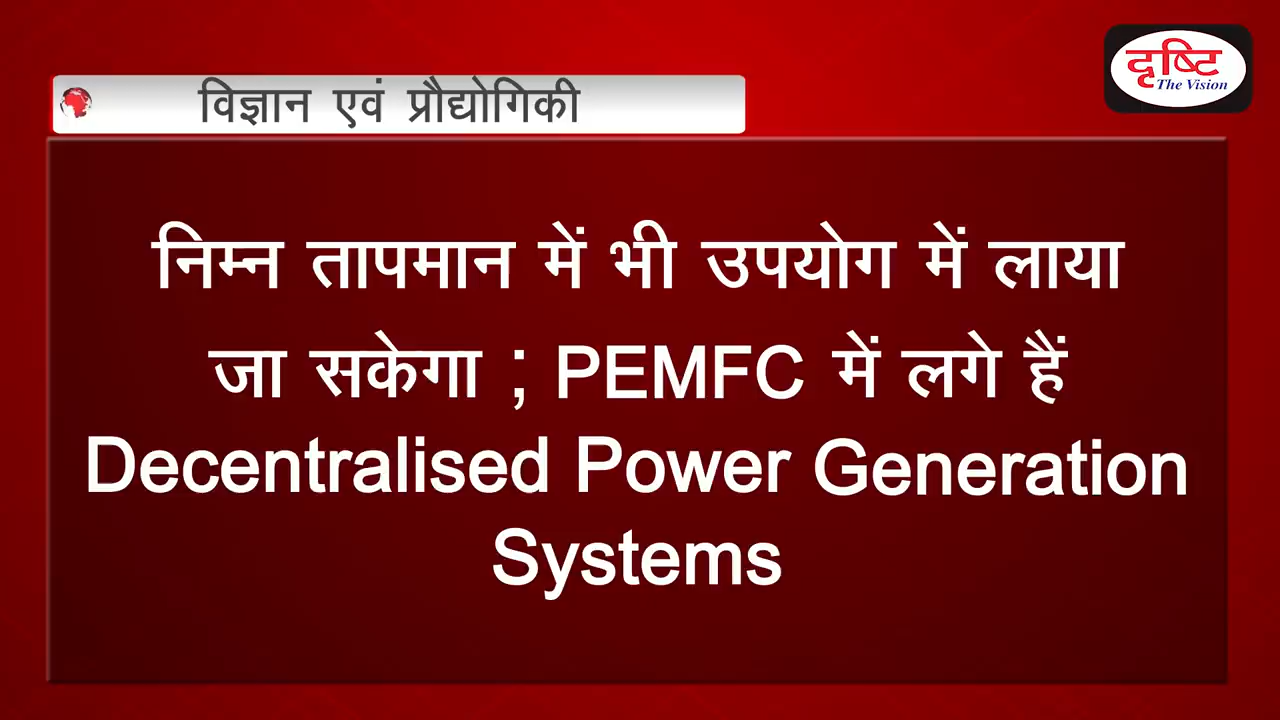 दृष्टि
The Vision
विज्ञान एवं प्रौद्योगिकी
निम्न तापमान में भी उपयोग में लाया
जा सकेगा ; PEMFC में लगे हैं
Decentralised Power Generation
Systems